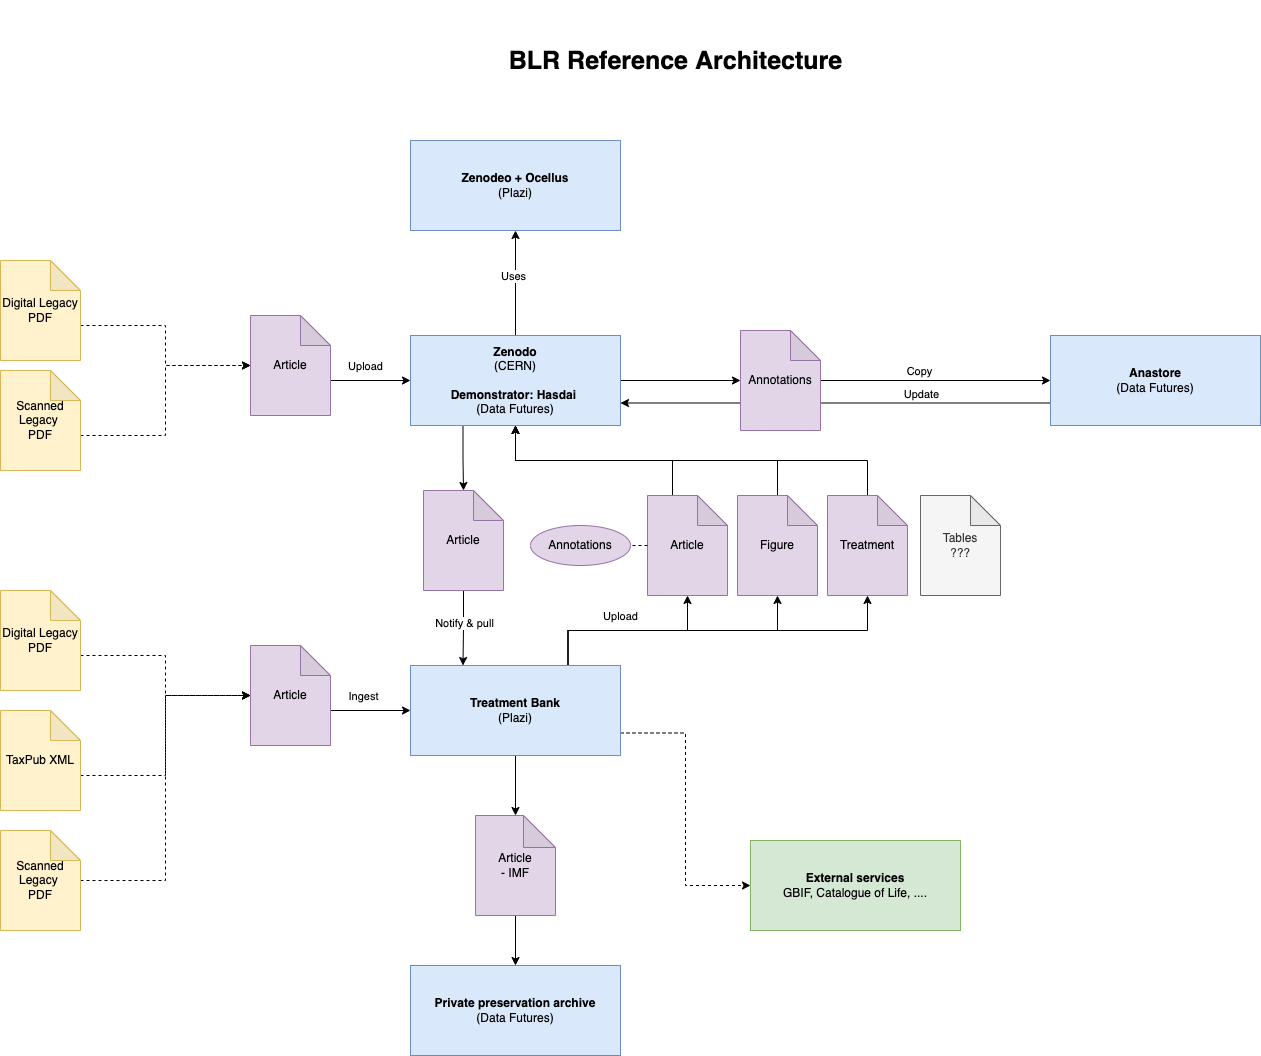 BLR Reference Architecture
Zenodeo + Ocellus
(Plazi)
Uses
Digital Legacy
PDF
Scanned
Legacy
PDF
Article
Upload
Zenodo
(CERN)
Demonstrator: Hasdai
(Data Futures)
Annotations
Copy
Update
Anastore
(Data Futures)
Article
Annotations
Article
Figure
Treatment
Tables
???
Notify & pull
Upload
Digital Legacy
PDF
TaxPub XML
Scanned
Legacy
PDF
Article
Ingest
Treatment Bank
(Plazi)
Article
- IMF
External services
GBIF, Catalogue of Life, ....
Private preservation archive
(Data Futures)